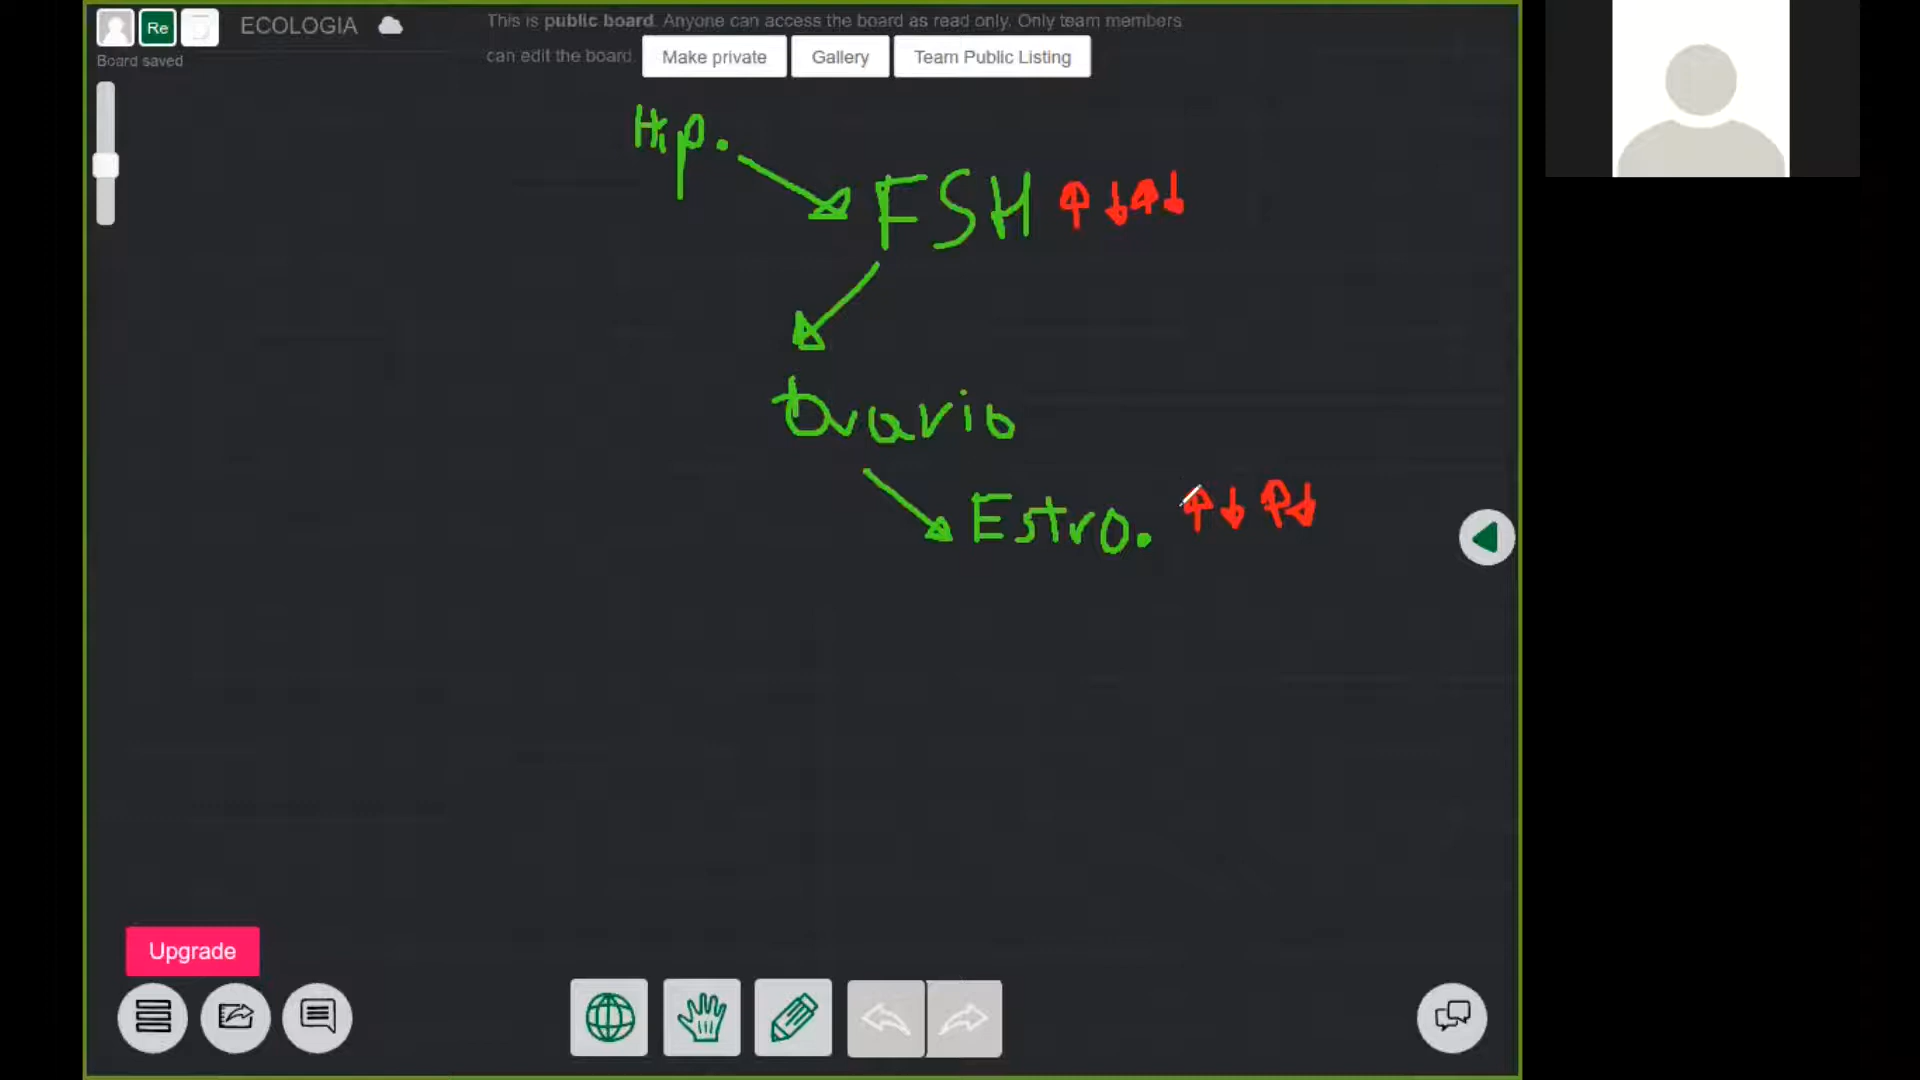 Re
ECOLOGIA
This is public board. Anyone can access the board as read only. Only team members
can edit the board.
Make private
Gallery
Team Public Listing
Board saved
Hip.
FSH ↑ ↓ ↑ ↓
Ovario
Estro. ↑ ↓ ↑ ↓
Upgrade